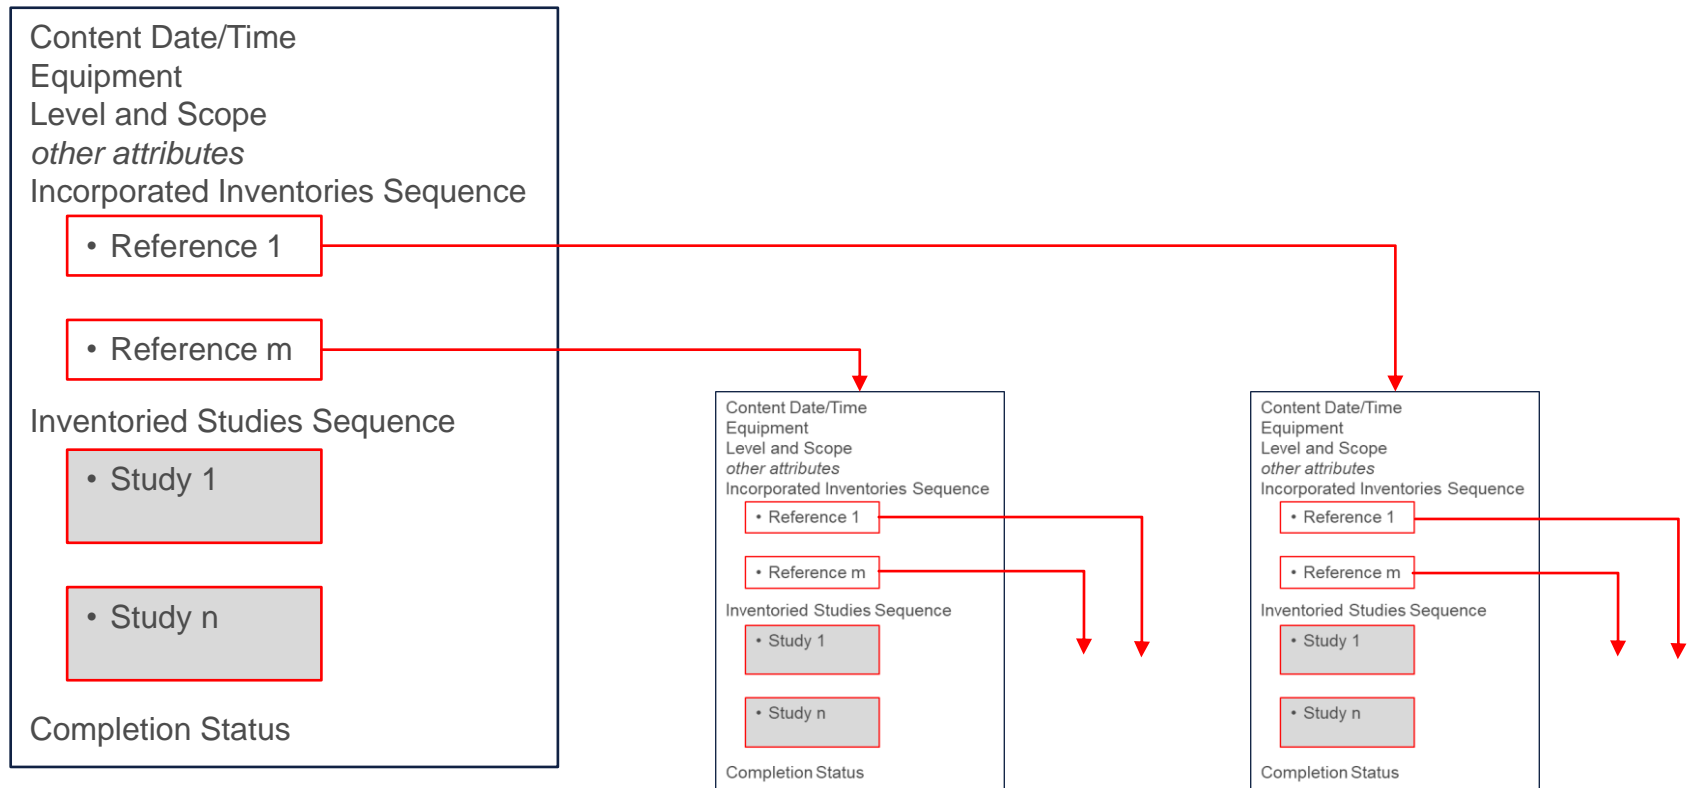 Content Date/Time
Equipment
Level and Scope
other attributes
Incorporated Inventories Sequence
• Reference 1
• Reference m
Inventoried Studies Sequence
• Study 1
• Study n
Completion Status
Content Date/Time
Equipment
Level and Scope
other attributes
Incorporated Inventories Sequence
• Reference 1
• Reference m
Inventoried Studies Sequence
• Study 1
• Study n
Completion Status
Content Date/Time
Equipment
Level and Scope
other attributes
Incorporated Inventories Sequence
• Reference 1
• Reference m
Inventoried Studies Sequence
• Study 1
• Study n
Completion Status